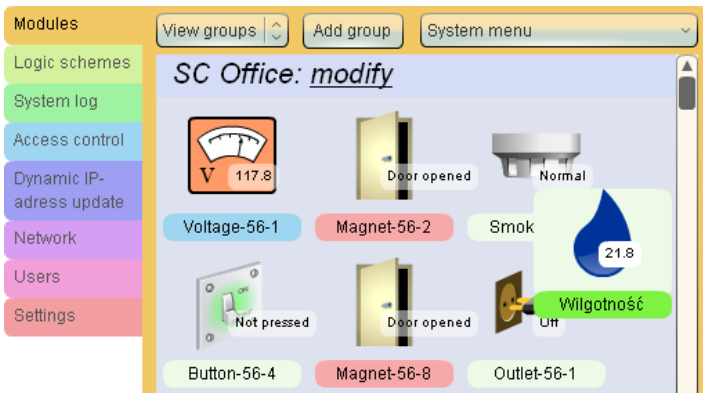 Modules
View groups
Add group
System menu
Logic schemes
SC Office: modify
System log
Access control
V
117.8
Door opened
Normal
Dynamic IP-
adress update
Voltage-56-1
Magnet-56-2
Smok
21.8
Network
Users
Wilgotność
Settings
ON
Not pressed
Door opened
Off
Button-56-4
Magnet-56-8
Outlet-56-1